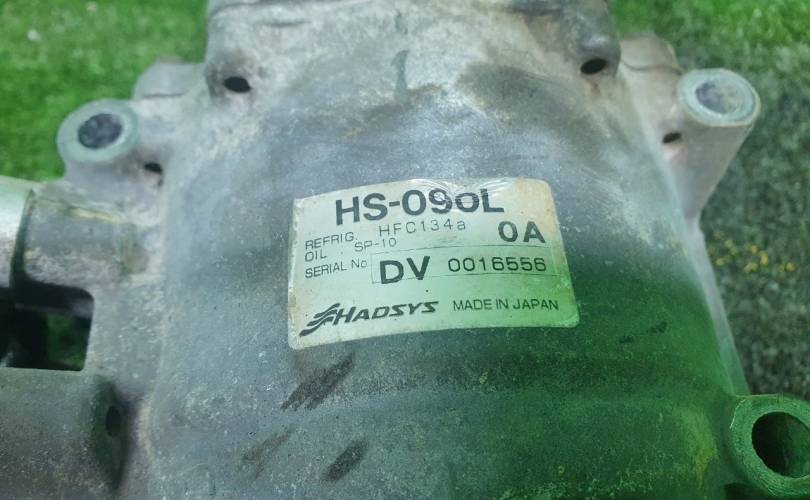 HS-090L
REFRIG. HFC134a 0A
OIL SP-10
SERIAL No DV 0016556
HADSYS MADE IN JAPAN